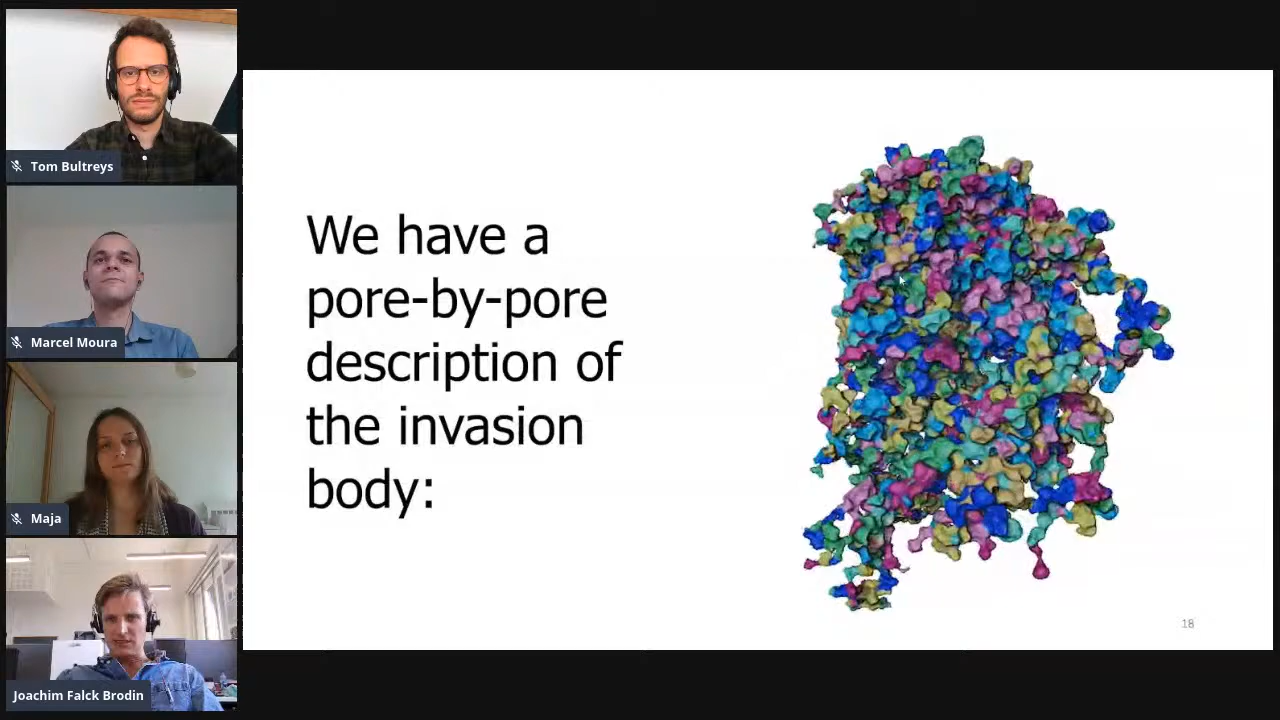 Tom Bultreys
Marcel Moura
Maja
Joachim Falck Brodin
We have a
pore-by-pore
description of
the invasion
body:
18